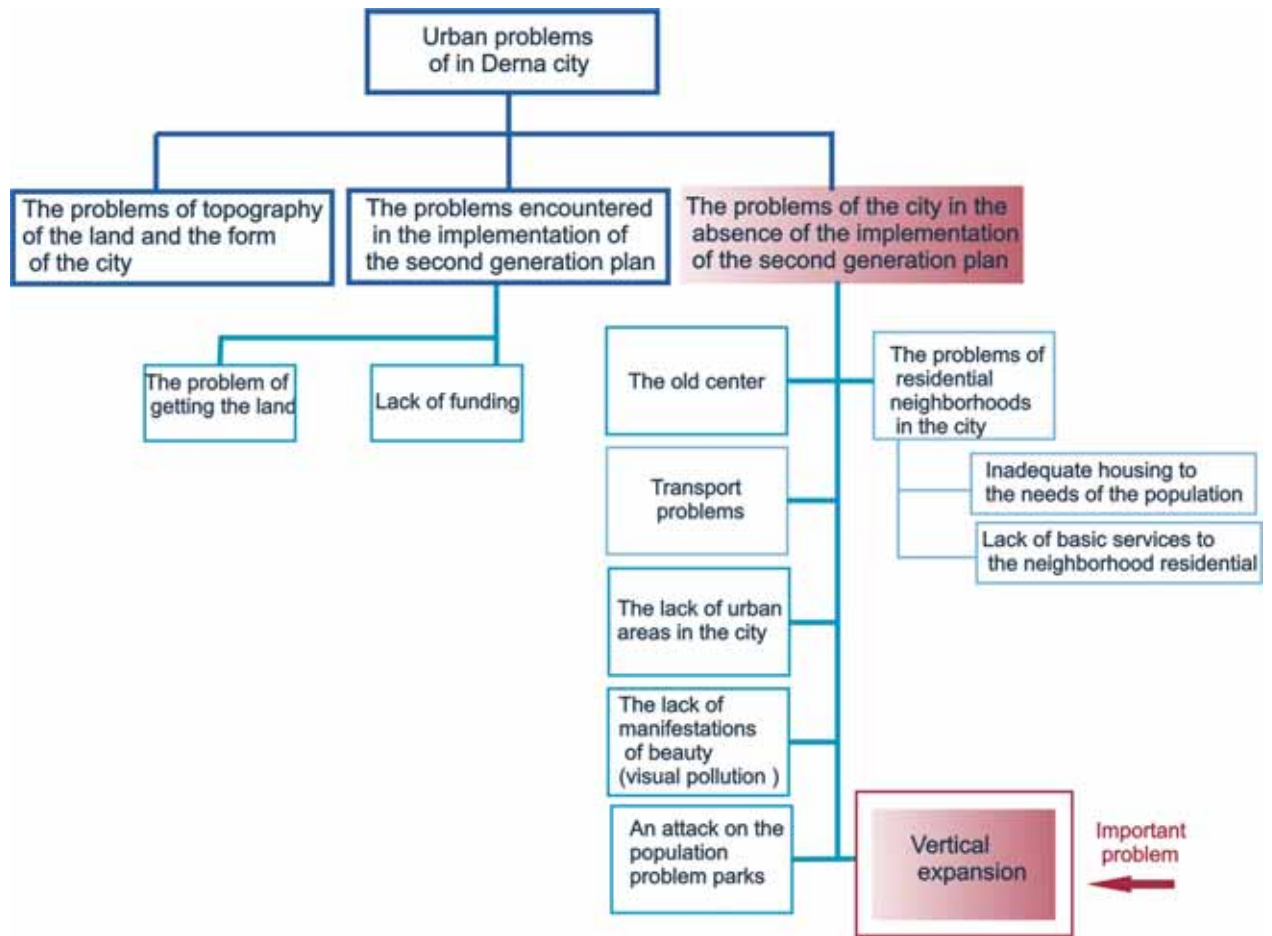 Urban problems
of in Derna city
The problems of topography
of the land and the form
of the city
The problems encountered
in the implementation of
the second generation plan
The problems of the city in the
absence of the implementation
of the second generation plan
The problem of
getting the land
Lack of funding
The old center
The problems of
residential
neighborhoods
in the city
Inadequate housing to
the needs of the population
Lack of basic services to
the neighborhood residential
Transport
problems
The lack of urban
areas in the city
The lack of
manifestations
of beauty
(visual pollution )
An attack on the
population
problem parks
Vertical
expansion
Important
problem